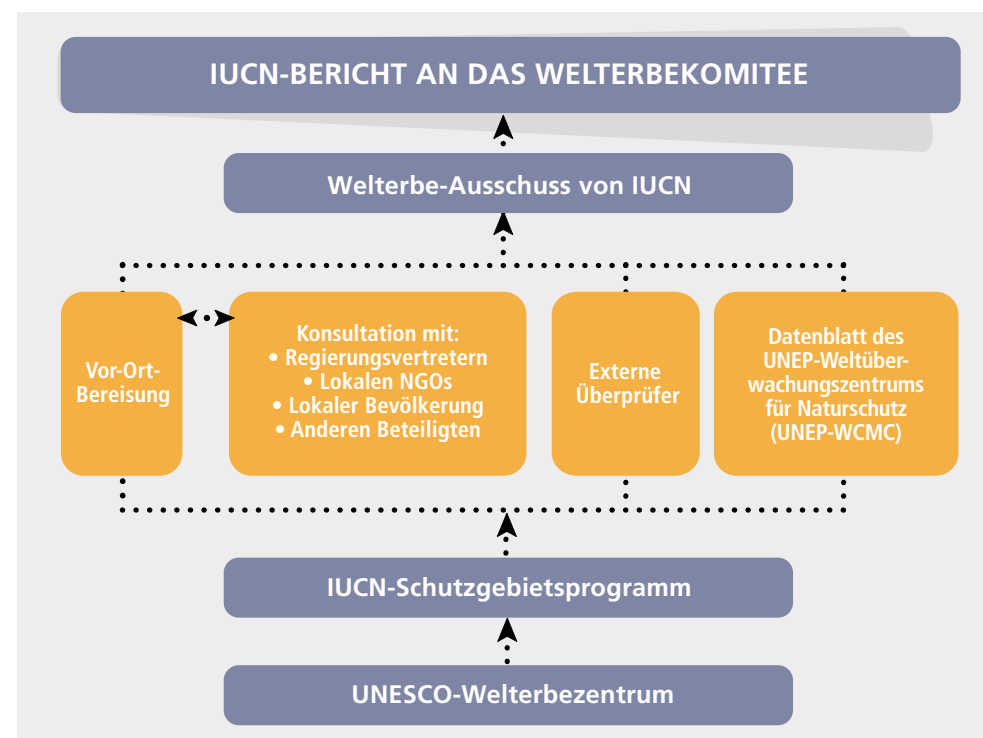 IUCN-BERICHT AN DAS WELTERBEKOMITEE
Welterbe-Ausschuss von IUCN
Vor-Ort-
Bereisung
Konsultation mit:
• Regierungsvertretern
• Lokalen NGOs
• Lokaler Bevölkerung
• Anderen Beteiligten
Externe
Überprüfer
Datenblatt des
UNEP-Weltüber-
wachungszentrums
für Naturschutz
(UNEP-WCMC)
IUCN-Schutzgebietsprogramm
UNESCO-Welterbezentrum